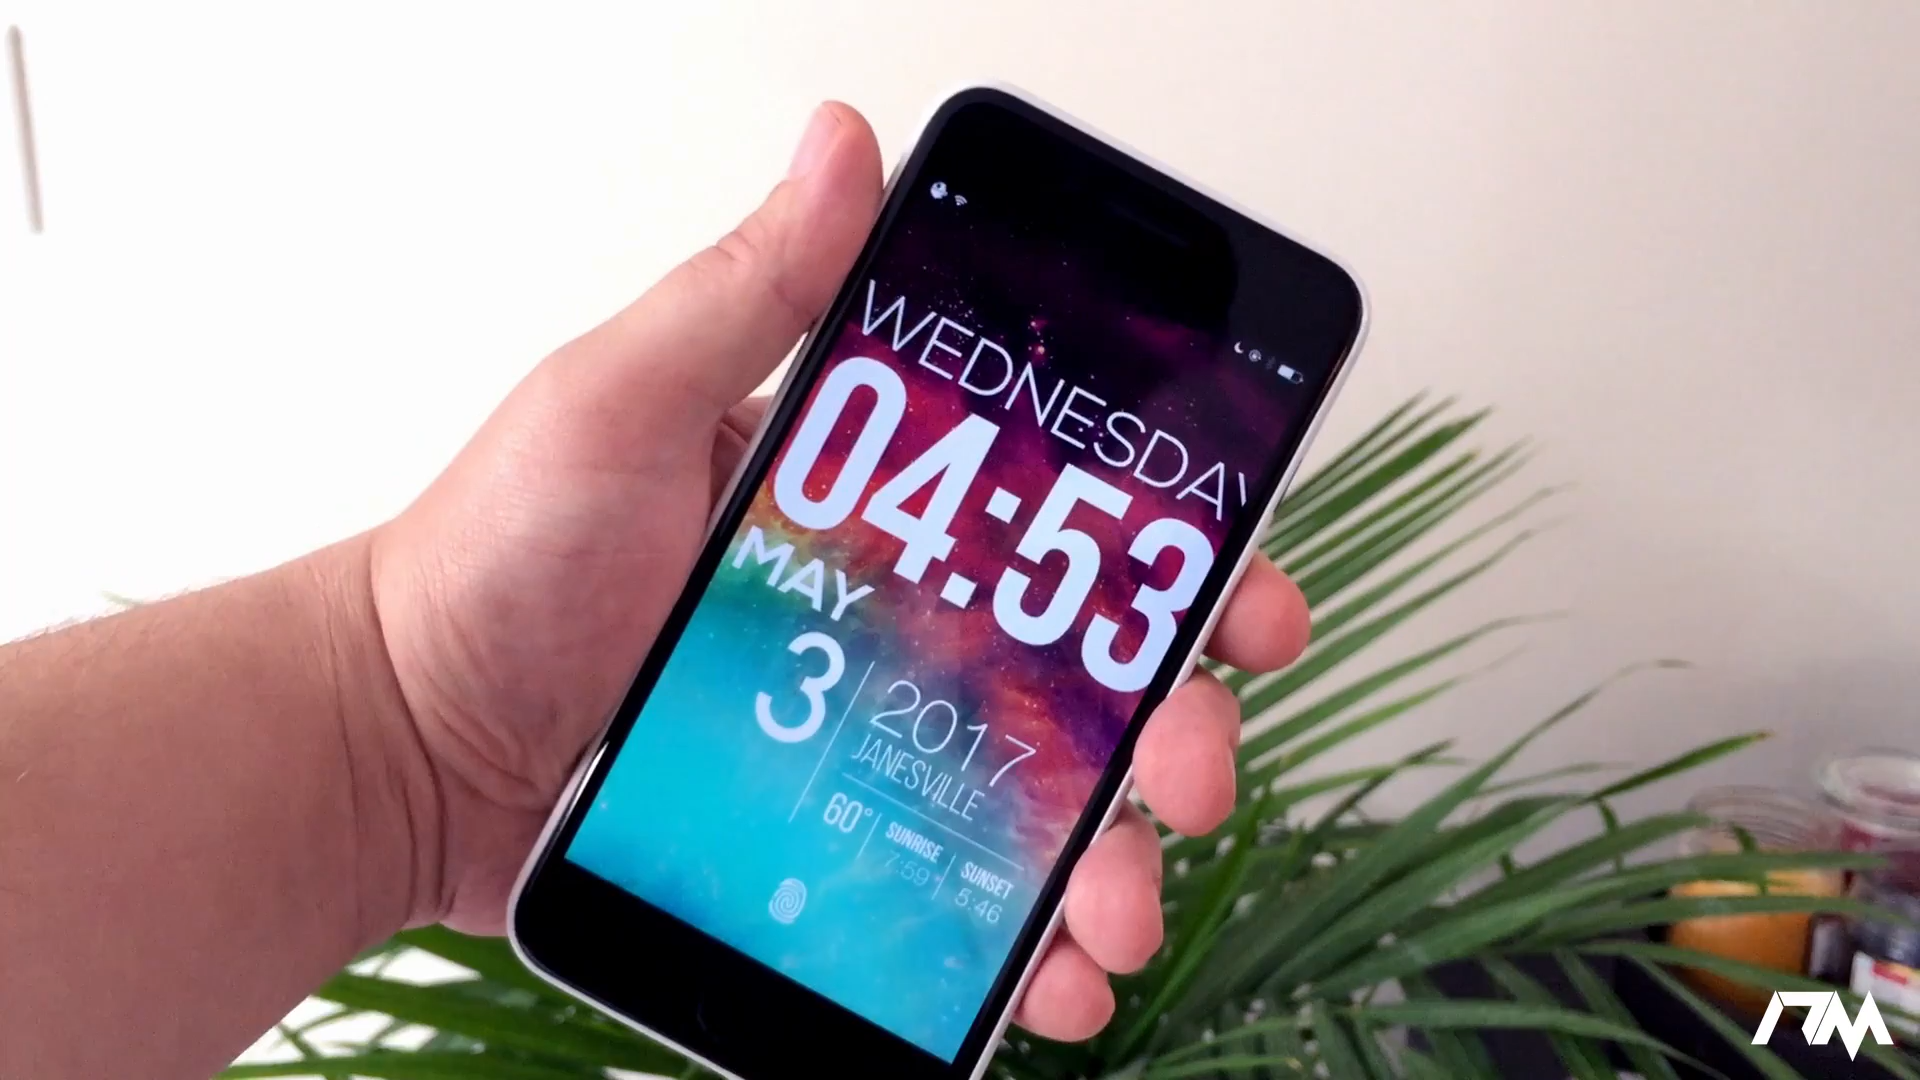 WEDNESDAY
04:53
MAY
3
2017
JANESVILLE
60°
SUNRISE
7:59
SUNSET
5:46